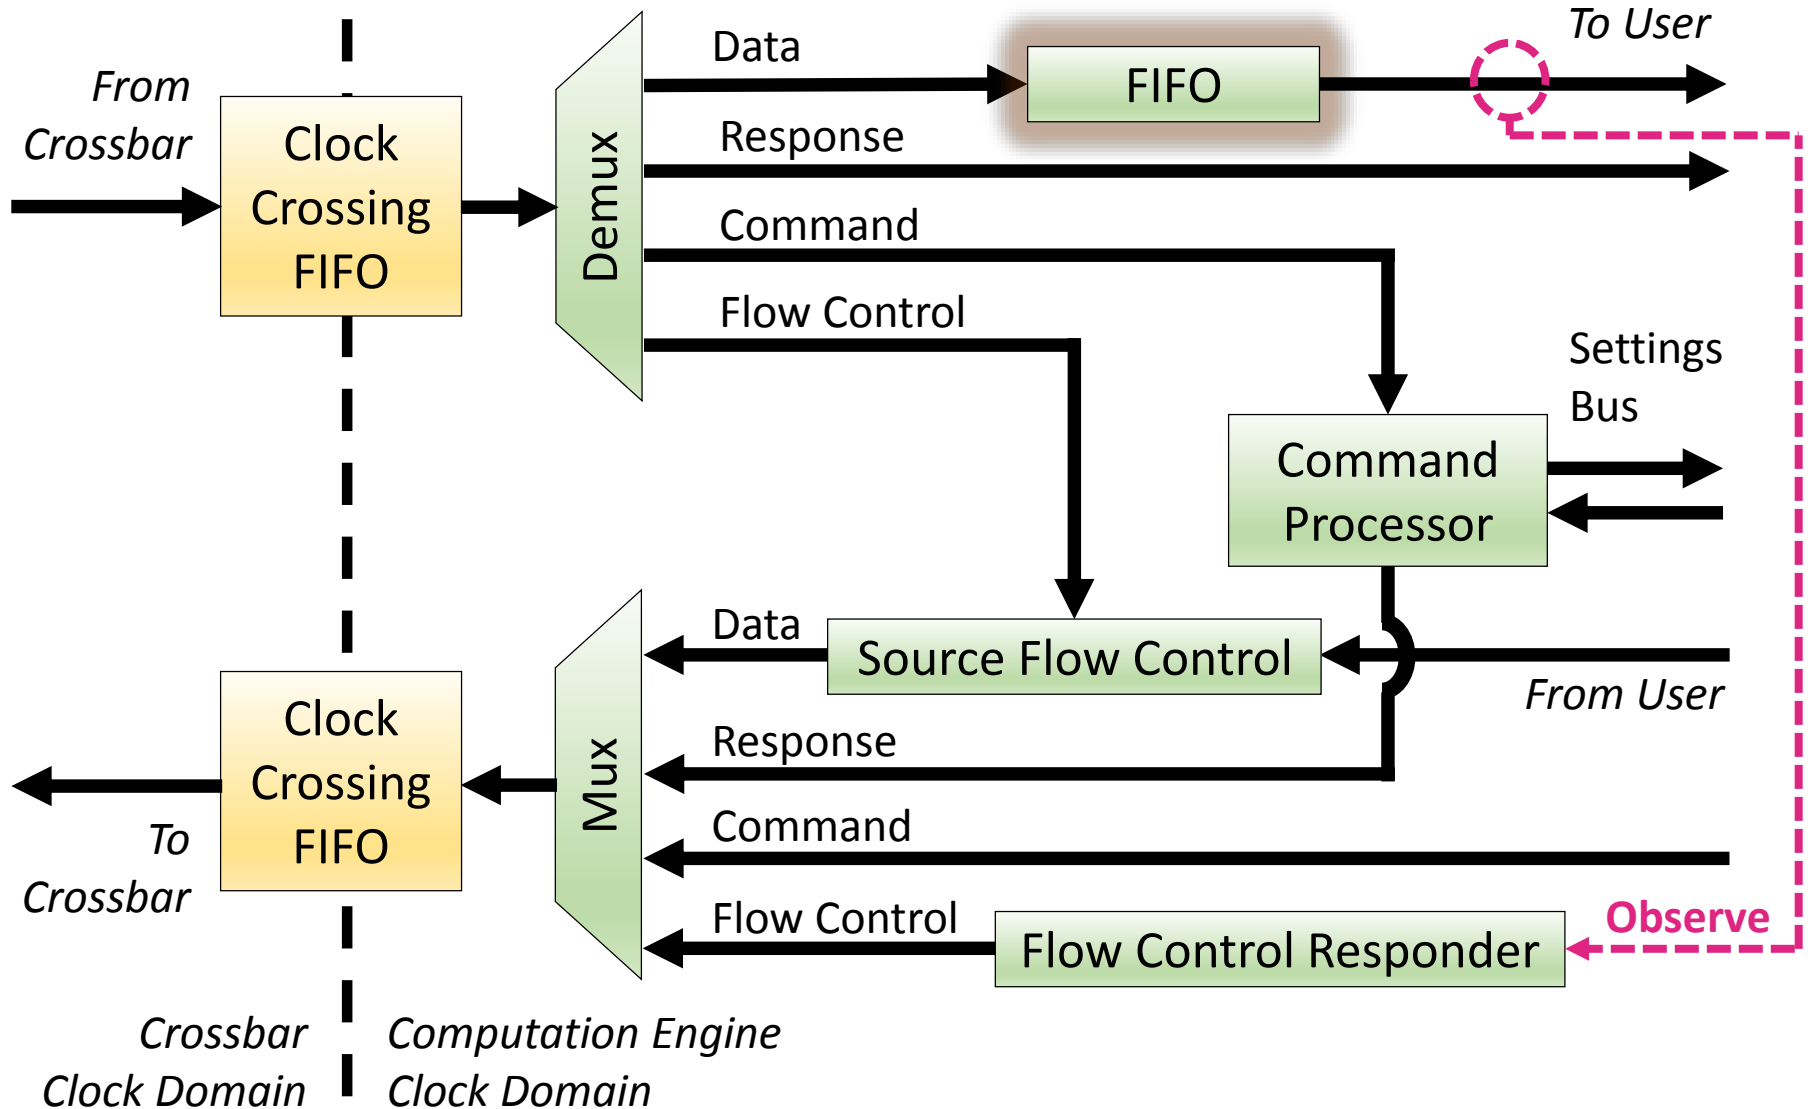 To User
Data
FIFO
From
Crossbar
Clock
Crossing
FIFO
Demux
Response
Command
Flow Control
Settings
Bus
Command
Processor
Data
Source Flow Control
From User
Clock
Crossing
FIFO
Mux
Response
Command
To
Crossbar
Flow Control
Flow Control Responder
Observe
Crossbar
Clock Domain
Computation Engine
Clock Domain